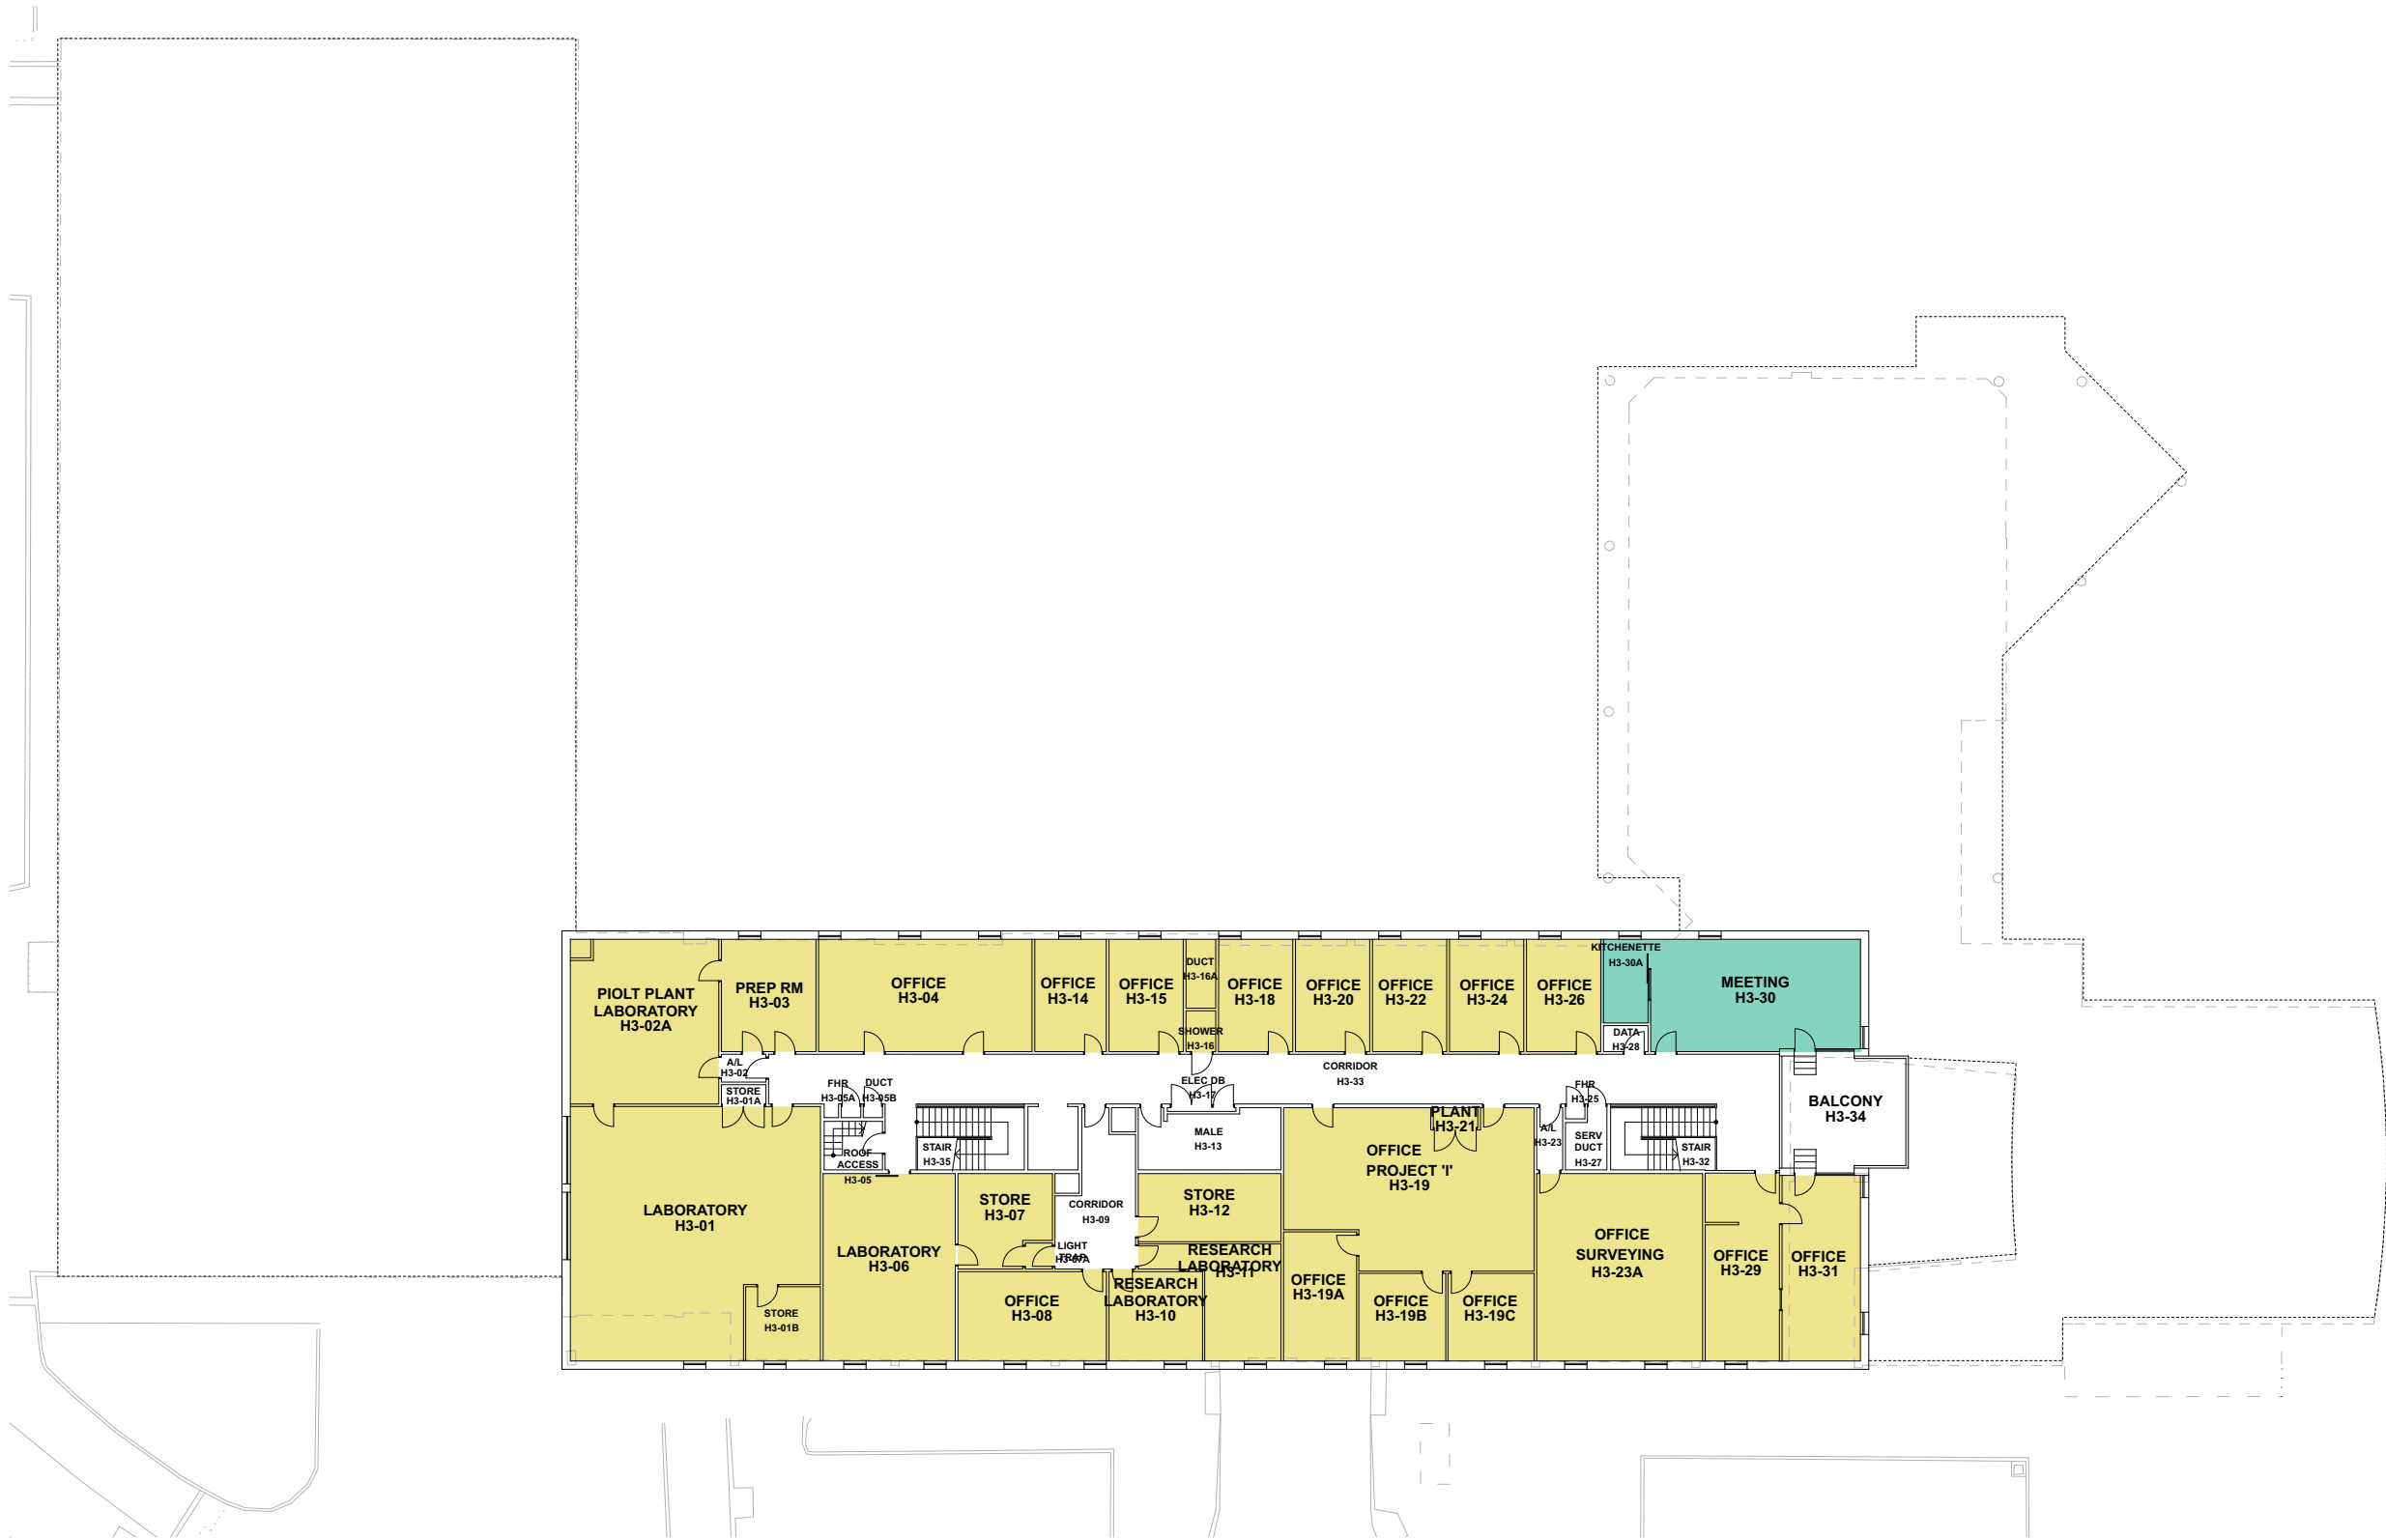 PIOLT PLANT
LABORATORY
H3-02A
PREP RM
H3-03
OFFICE
H3-04
OFFICE
H3-14
OFFICE
H3-15
DUCT
H3-16A
SHOWER
H3-16
OFFICE
H3-18
OFFICE
H3-20
OFFICE
H3-22
OFFICE
H3-24
OFFICE
H3-26
KITCHENETTE
H3-30A
MEETING
H3-30
DATA
H3-28
A/L
H3-02
STORE
H3-01A
FHR
H3-05A
DUCT
H3-05B
ELEC DB
H3-17
CORRIDOR
H3-33
FHR
H3-25
BALCONY
H3-34
ROOF
ACCESS
H3-05
STAIR
H3-35
MALE
H3-13
PLANT
H3-21
OFFICE
PROJECT 'I'
H3-19
A/L
H3-23
SERV
DUCT
H3-27
STAIR
H3-32
LABORATORY
H3-01
STORE
H3-01B
LABORATORY
H3-06
STORE
H3-07
CORRIDOR
H3-09
LIGHT
TRAP
H3-07A
STORE
H3-12
RESEARCH
LABORATORY
H3-11
OFFICE
H3-08
RESEARCH
LABORATORY
H3-10
OFFICE
H3-19A
OFFICE
H3-19B
OFFICE
H3-19C
OFFICE
SURVEYING
H3-23A
OFFICE
H3-29
OFFICE
H3-31